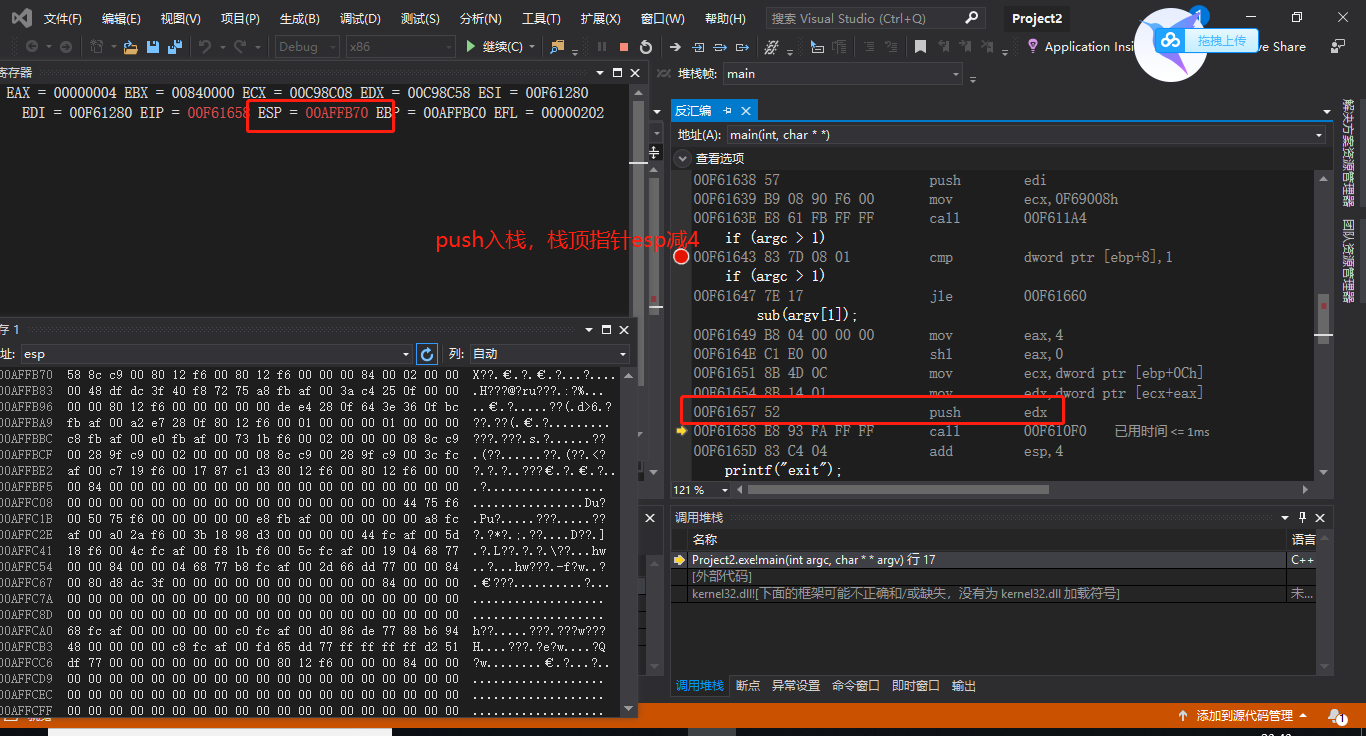 文件(F) 编辑(E) 视图(V) 项目(P) 生成(B) 调试(D) 测试(S) 分析(N) 工具(T) 扩展(X) 窗口(W) 帮助(H) 搜索 Visual Studio (Ctrl+Q) Project2
Debug x86 继续(C) Application Insi 拖拽上传 ve Share
寄存器
EAX = 00000004 EBX = 00840000 ECX = 00C98C08 EDX = 00C98C58 ESI = 00F61280
EDI = 00F61280 EIP = 00F61658 ESP = 00AFFB70 EBP = 00AFFBC0 EFL = 00000202
push入栈，栈顶指针esp减4
堆栈帧: main
反汇编
地址(A): main(int, char * *)
查看选项
00F61638 57 push edi
00F61639 B9 08 90 F6 00 mov ecx,0F69008h
00F6163E E8 61 FB FF FF call 00F611A4
if (argc > 1)
00F61643 83 7D 08 01 cmp dword ptr [ebp+8],1
if (argc > 1)
00F61647 7E 17 jle 00F61660
sub(argv[1]);
00F61649 B8 04 00 00 00 mov eax,4
00F6164E C1 E0 00 shl eax,0
00F61651 8B 4D 0C mov ecx,dword ptr [ebp+0Ch]
00F61654 8B 14 01 mov edx,dword ptr [ecx+eax]
00F61657 52 push edx
00F61658 E8 93 FA FF FF call 00F610F0 已用时间 <= 1ms
00F6165D 83 C4 04 add esp,4
printf("exit");
121 %
存 1
址: esp 列: 自动
00AFFB70 58 8c c9 00 80 12 f6 00 80 12 f6 00 00 00 84 00 02 00 00
00AFFB83 00 48 df dc 3f 40 f8 72 75 a8 fb af 00 3a c4 25 0f 00 00
00AFFB96 00 00 80 12 f6 00 00 00 00 00 de e4 28 0f 64 3e 36 0f bc
00AFFBA9 fb af 00 a2 e7 28 0f 80 12 f6 00 01 00 00 00 01 00 00 00
00AFFBBC c8 fb af 00 e0 fb af 00 73 1b f6 00 02 00 00 00 08 8c c9
00AFFBCF 00 28 9f c9 00 02 00 00 00 08 8c c9 00 28 9f c9 00 3c fc
00AFFBE2 af 00 c7 19 f6 00 17 87 c1 d3 80 12 f6 00 80 12 f6 00 00
00AFFBF5 00 84 00 00 00 00 00 00 00 00 00 00 00 00 00 00 00 00 00
00AFFC08 00 00 00 00 00 00 00 00 00 00 00 00 00 00 00 00 44 75 f6
00AFFC1B 00 50 75 f6 00 00 00 00 00 e8 fb af 00 00 00 00 00 a8 fc
00AFFC2E af 00 a0 2a f6 00 3b 18 98 d3 00 00 00 00 44 fc af 00 5d
00AFFC41 18 f6 00 4c fc af 00 f8 1b f6 00 5c fc af 00 19 04 68 77
00AFFC54 00 00 84 00 00 04 68 77 b8 fc af 00 2d 66 dd 77 00 00 84
00AFFC67 00 80 d8 dc 3f 00 00 00 00 00 00 00 00 00 00 84 00 00 00
00AFFC7A 00 00 00 00 00 00 00 00 00 00 00 00 00 00 00 00 00 00 00
00AFFC8D 00 00 00 00 00 00 00 00 00 00 00 00 00 00 00 00 00 00 00
00AFFCA0 68 fc af 00 00 00 00 00 c0 fc af 00 d0 86 de 77 88 b6 94
00AFFCB3 48 00 00 00 00 c8 fc af 00 fd 65 dd 77 ff ff ff ff d2 51
00AFFCC6 df 77 00 00 00 00 00 00 00 00 80 12 f6 00 00 00 84 00 00
00AFFCD9 00 00 00 00 00 00 00 00 00 00 00 00 00 00 00 00 00 00 00
00AFFCEC 00 00 00 00 00 00 00 00 00 00 00 00 00 00 00 00 00 00 00
00AFFCFF 00 00 00 00 00 00 00 00 00 00 00 00 00 00 00 00 00 00 00
调用堆栈
名称 语言
Project2.exe!main(int argc, char * * argv) 行 17 C++
[外部代码]
kernel32.dll![下面的框架可能不正确和/或缺失，没有为 kernel32.dll 加载符号] 未...
调用堆栈 断点 异常设置 命令窗口 即时窗口 输出
解决方案资源管理器
团队资源管理器
添加到源代码管理 1